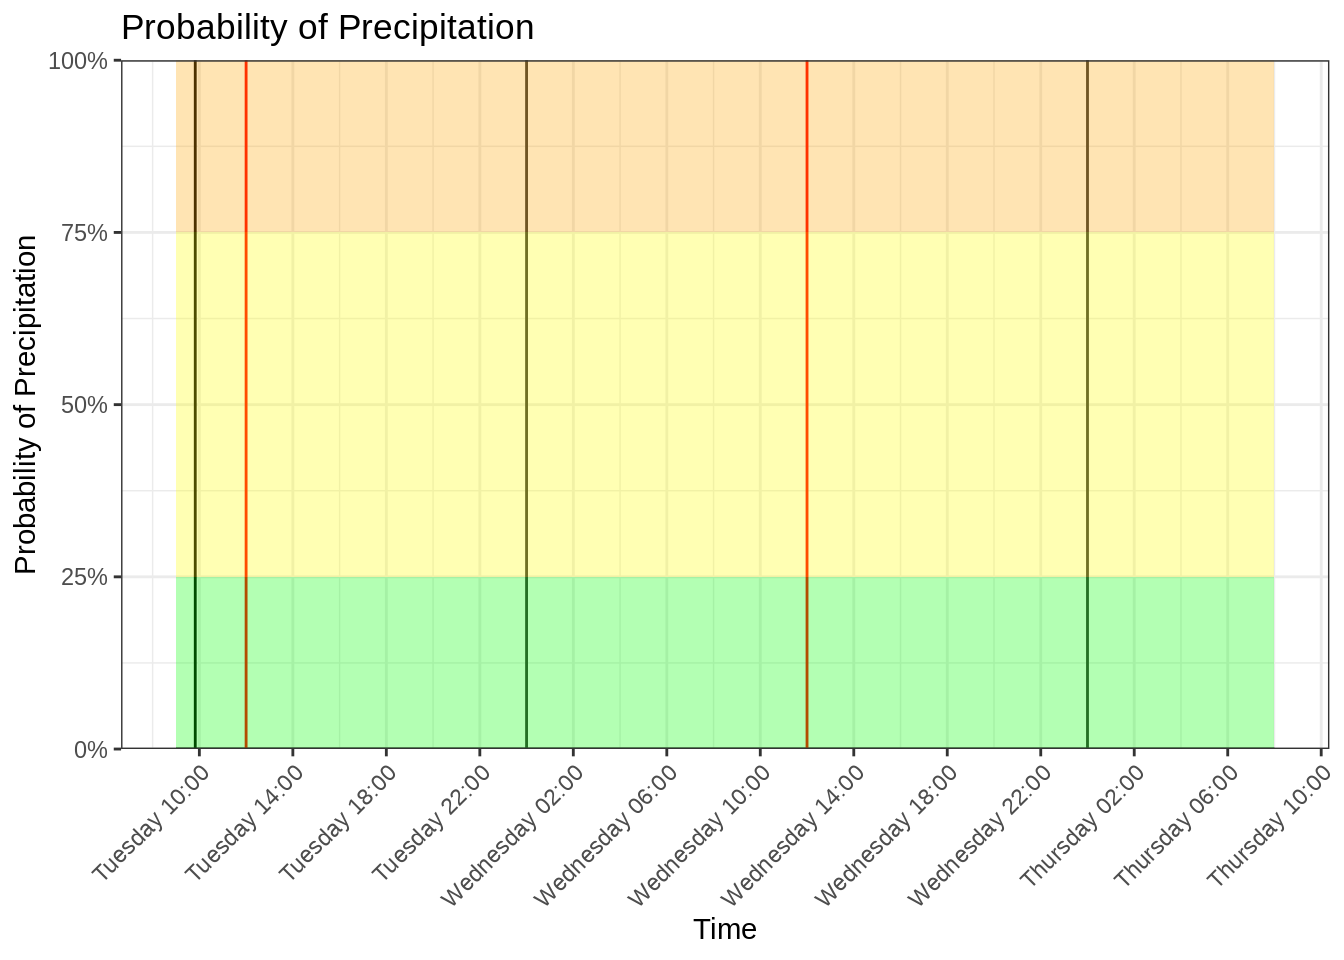 Probability of Precipitation
100%
75%
50%
25%
0%
Probability of Precipitation
Tuesday 10:00
Tuesday 14:00
Tuesday 18:00
Tuesday 22:00
Wednesday 02:00
Wednesday 06:00
Wednesday 10:00
Wednesday 14:00
Wednesday 18:00
Wednesday 22:00
Thursday 02:00
Thursday 06:00
Thursday 10:00
Time